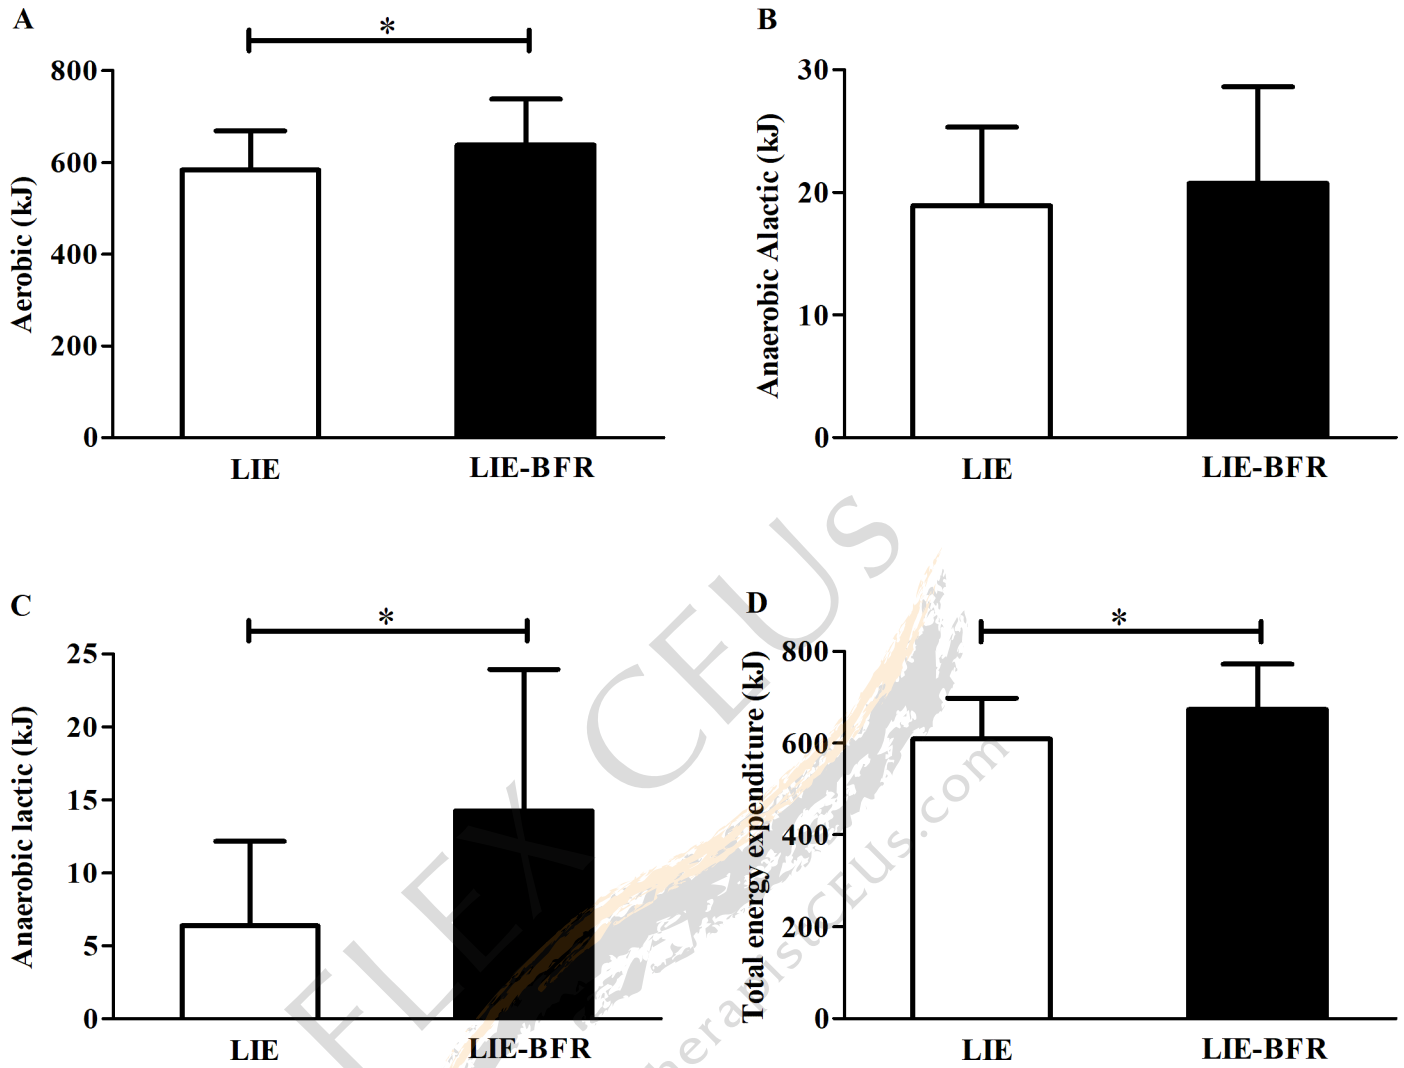 A
*
800
600
400
200
0
Aerobic (kJ)
LIE
LIE-BFR
B
30
20
10
0
Anaerobic Alactic (kJ)
LIE
LIE-BFR
C
*
25
20
15
10
5
0
Anaerobic lactic (kJ)
LIE
LIE-BFR
D
*
800
600
400
200
0
Total energy expenditure (kJ)
LIE
LIE-BFR
FLEX CEUs
herapistCEUs.com